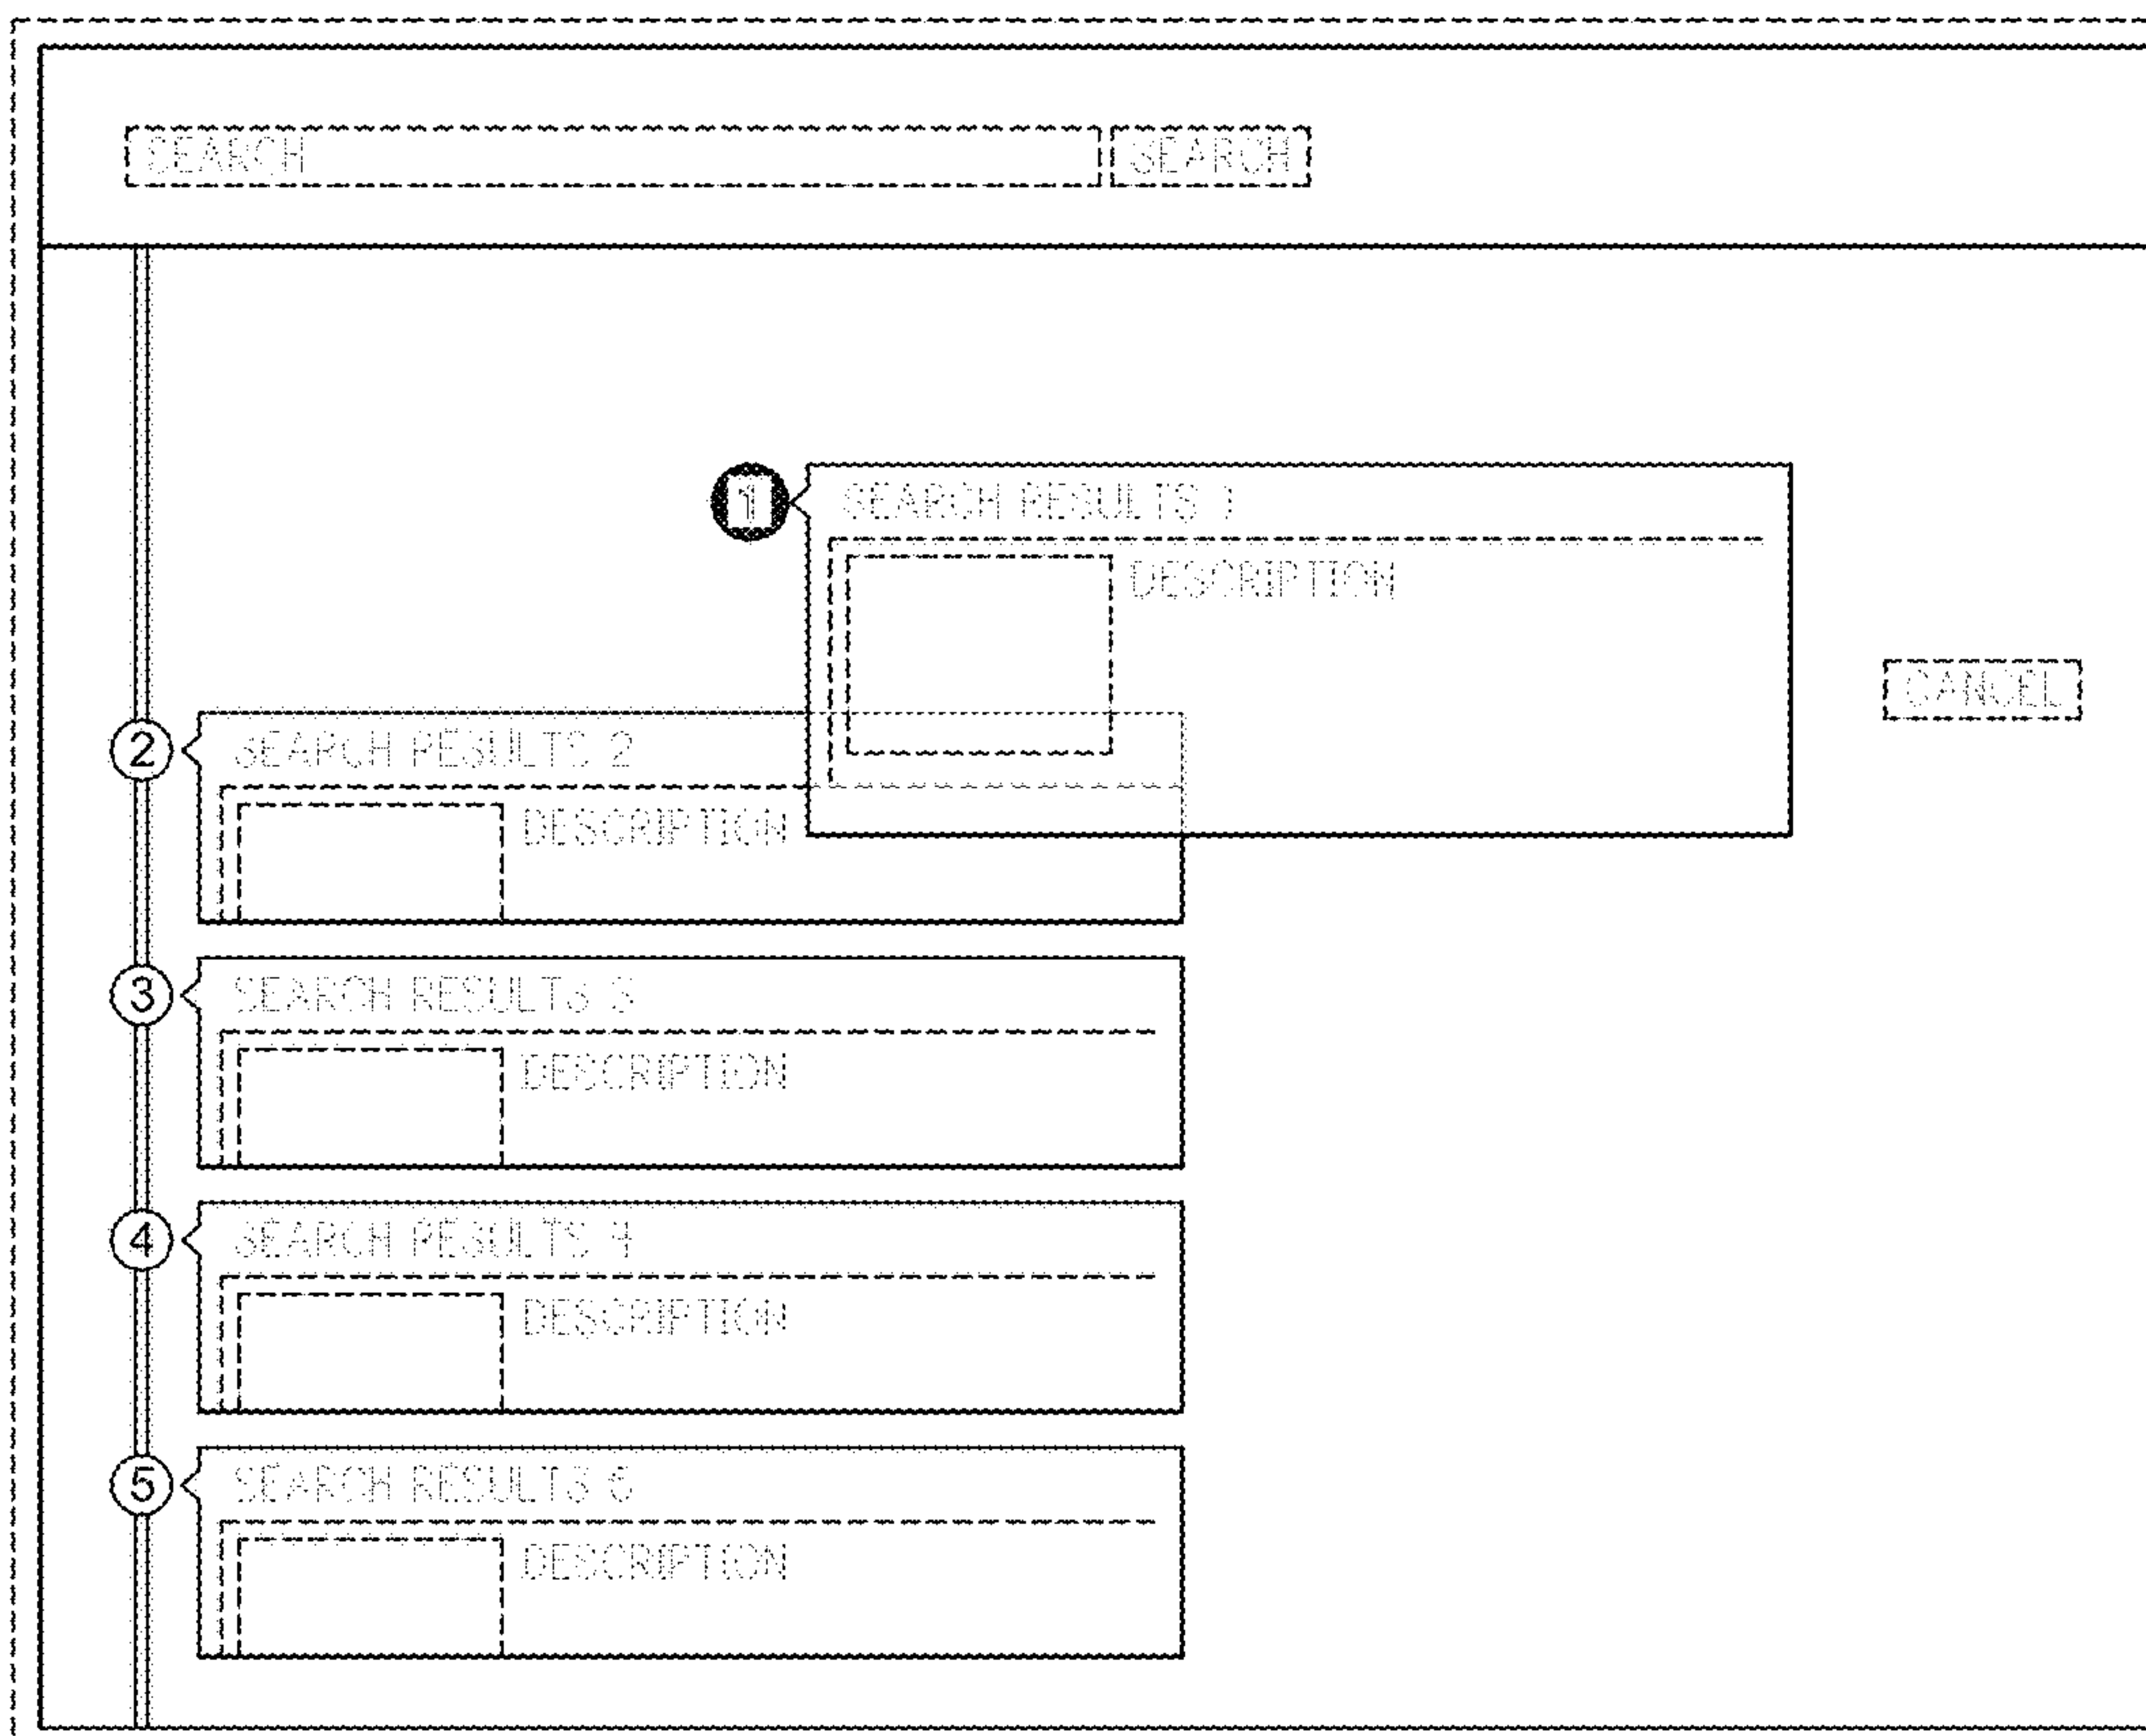 SEARCH SEARCH
1 SEARCH RESULTS 1
DESCRIPTION
CANCEL
2 SEARCH RESULTS 2
DESCRIPTION
3 SEARCH RESULTS 3
DESCRIPTION
4 SEARCH RESULTS 4
DESCRIPTION
5 SEARCH RESULTS
DESCRIPTION